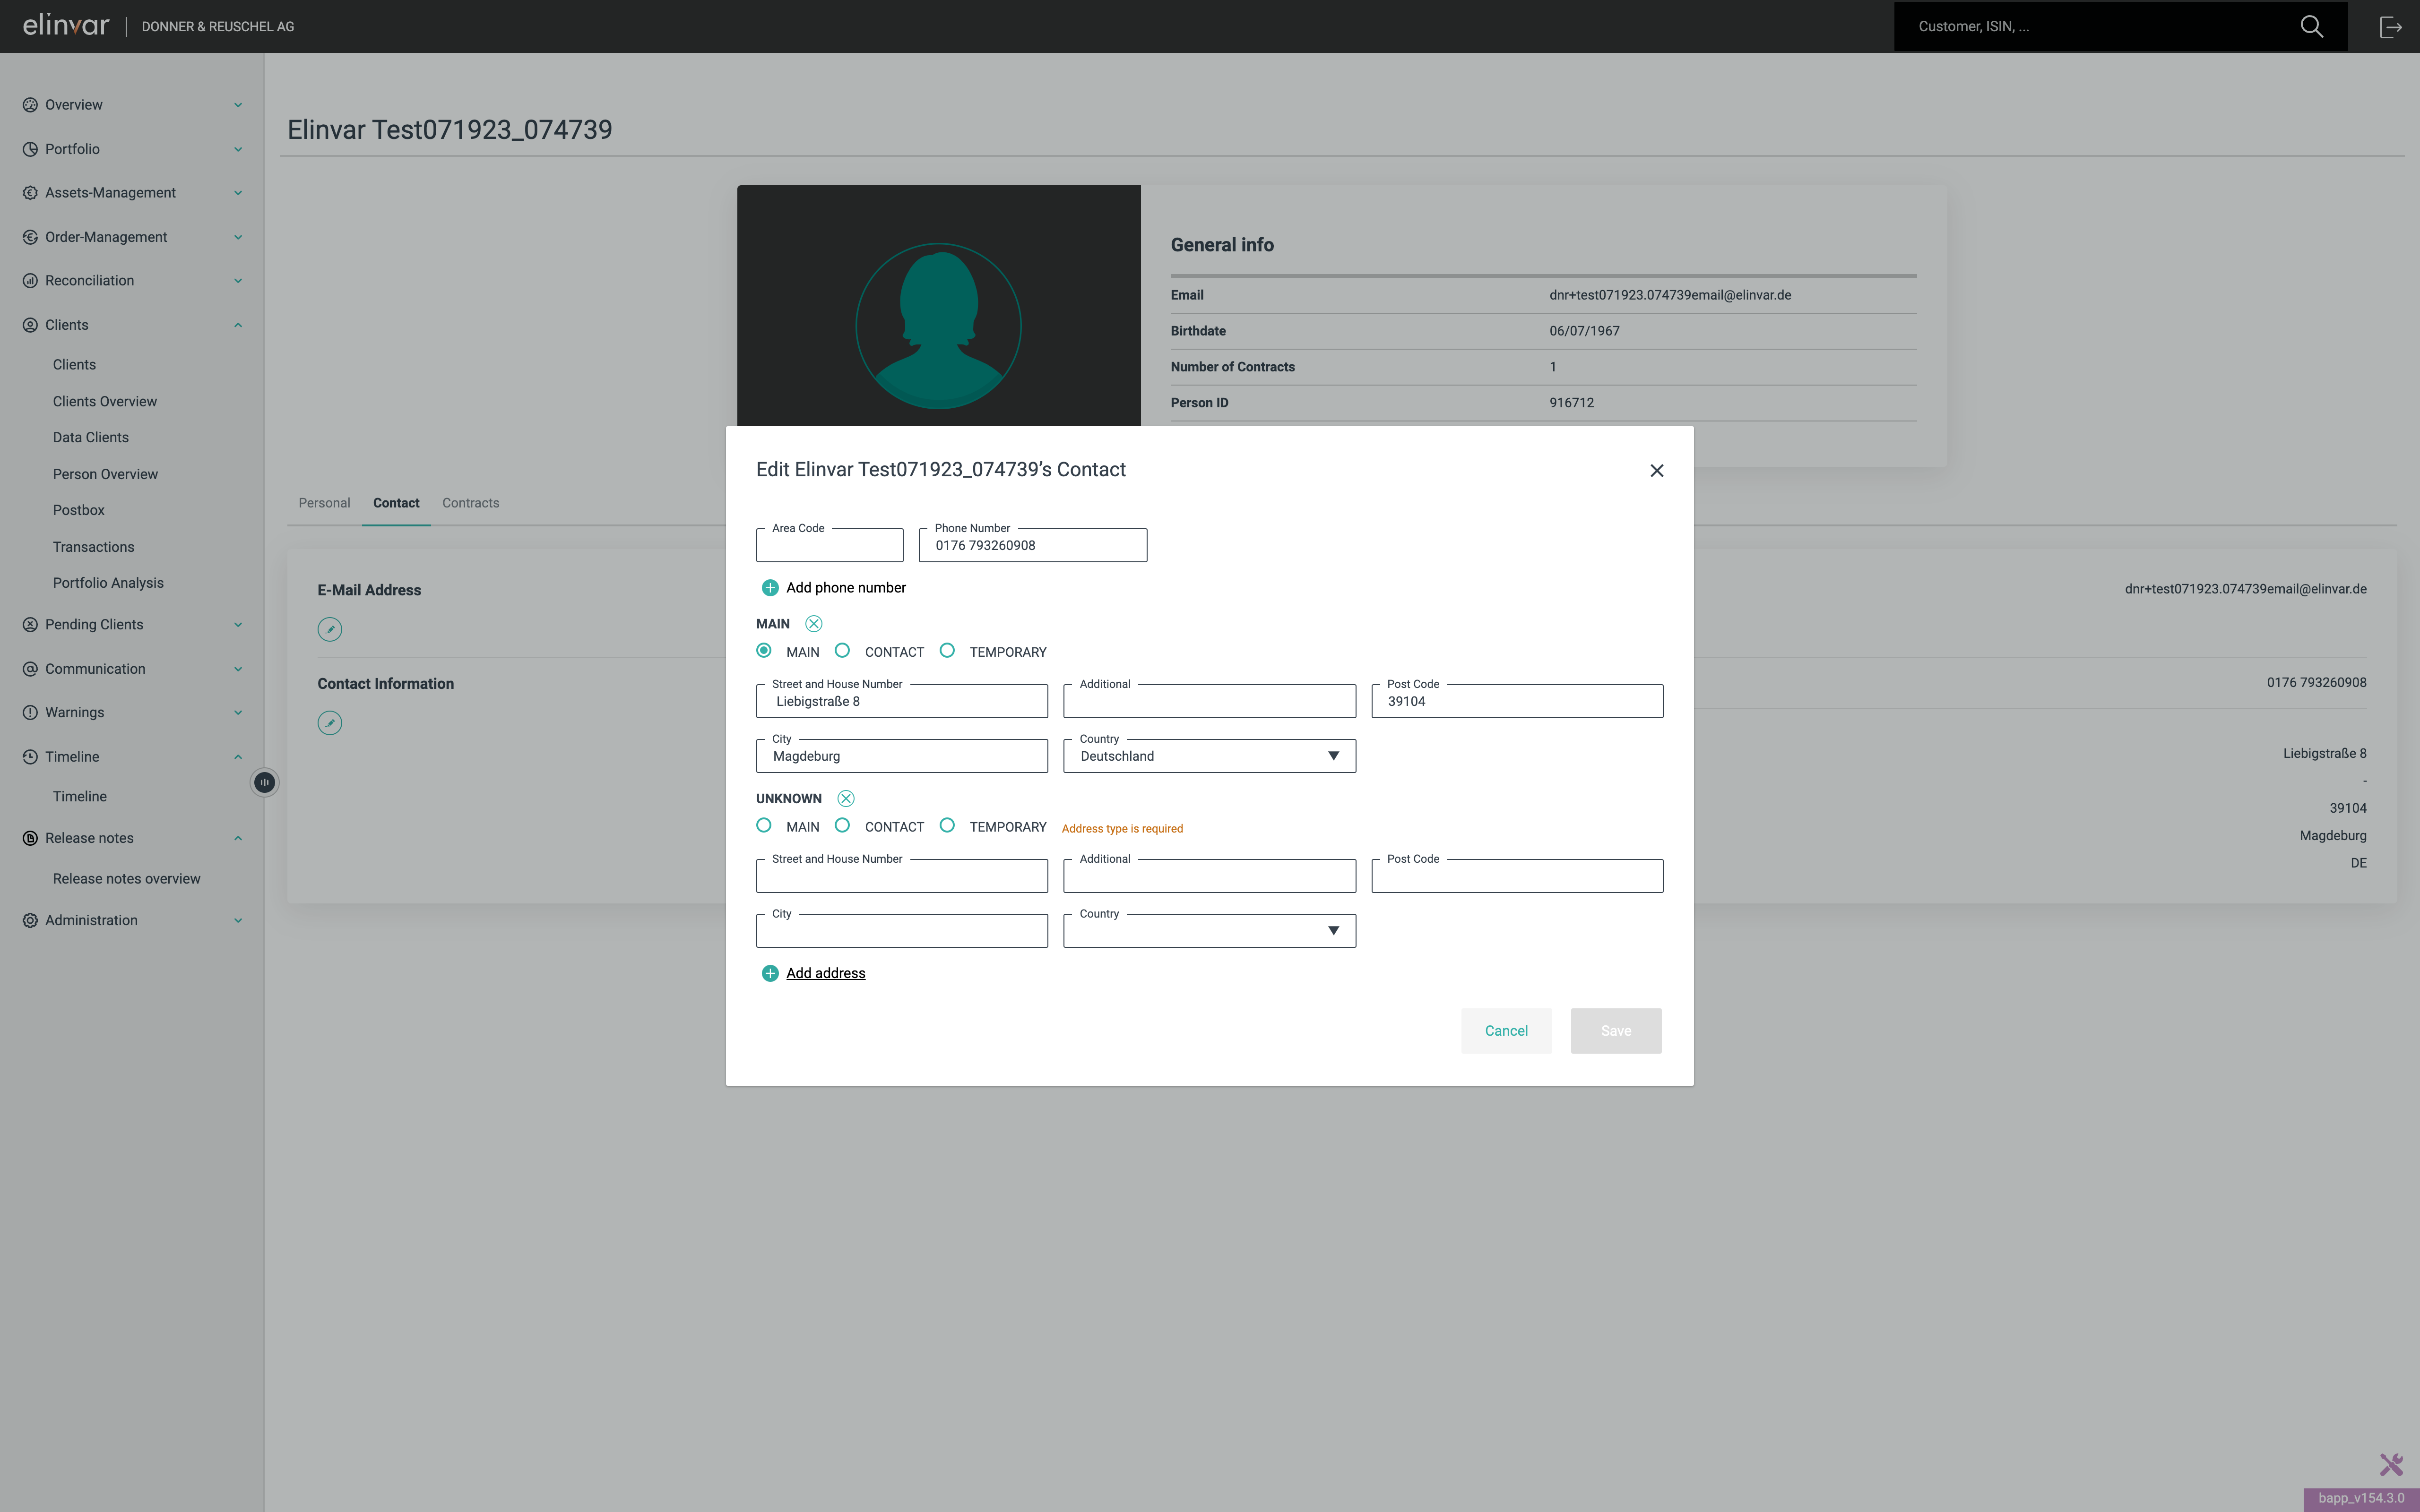 elinvar DONNER & REUSCHEL AG
Customer, ISIN, ...
Overview
Portfolio
Assets-Management
Order-Management
Reconciliation
Clients
Clients
Clients Overview
Data Clients
Person Overview
Postbox
Transactions
Portfolio Analysis
Pending Clients
Communication
Warnings
Timeline
Timeline
Release notes
Release notes overview
Administration
Elinvar Test071923_074739
General info
Email dnr+test071923.074739email@elinvar.de
Birthdate 06/07/1967
Number of Contracts 1
Person ID 916712
Personal Contact Contracts
E-Mail Address
dnr+test071923.074739email@elinvar.de
Contact Information
0176 793260908
Liebigstraße 8
-
39104
Magdeburg
DE
Edit Elinvar Test071923_074739’s Contact
Area Code Phone Number
0176 793260908
Add phone number
MAIN
MAIN CONTACT TEMPORARY
Street and House Number Additional Post Code
Liebigstraße 8 39104
City Country
Magdeburg Deutschland
UNKNOWN
MAIN CONTACT TEMPORARY Address type is required
Street and House Number Additional Post Code
City Country
Add address
Cancel Save
bapp_v154.3.0